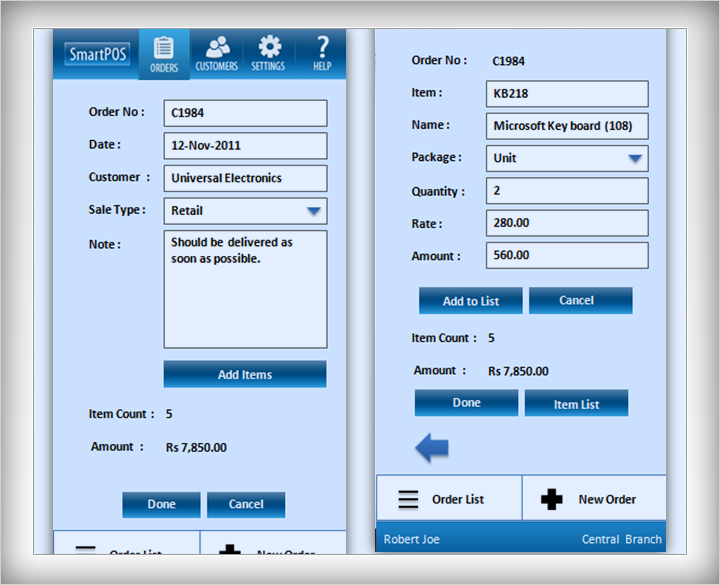 SmartPOS
ORDERS
CUSTOMERS
SETTINGS
HELP
Order No : C1984
Date : 12-Nov-2011
Customer : Universal Electronics
Sale Type : Retail
Note : Should be delivered as
soon as possible.
Add Items
Item Count : 5
Amount : Rs 7,850.00
Done Cancel
Order List New Order
Order No : C1984
Item : KB218
Name : Microsoft Key board (108)
Package : Unit
Quantity : 2
Rate : 280.00
Amount : 560.00
Add to List Cancel
Item Count : 5
Amount : Rs 7,850.00
Done Item List
Order List New Order
Robert Joe Central Branch